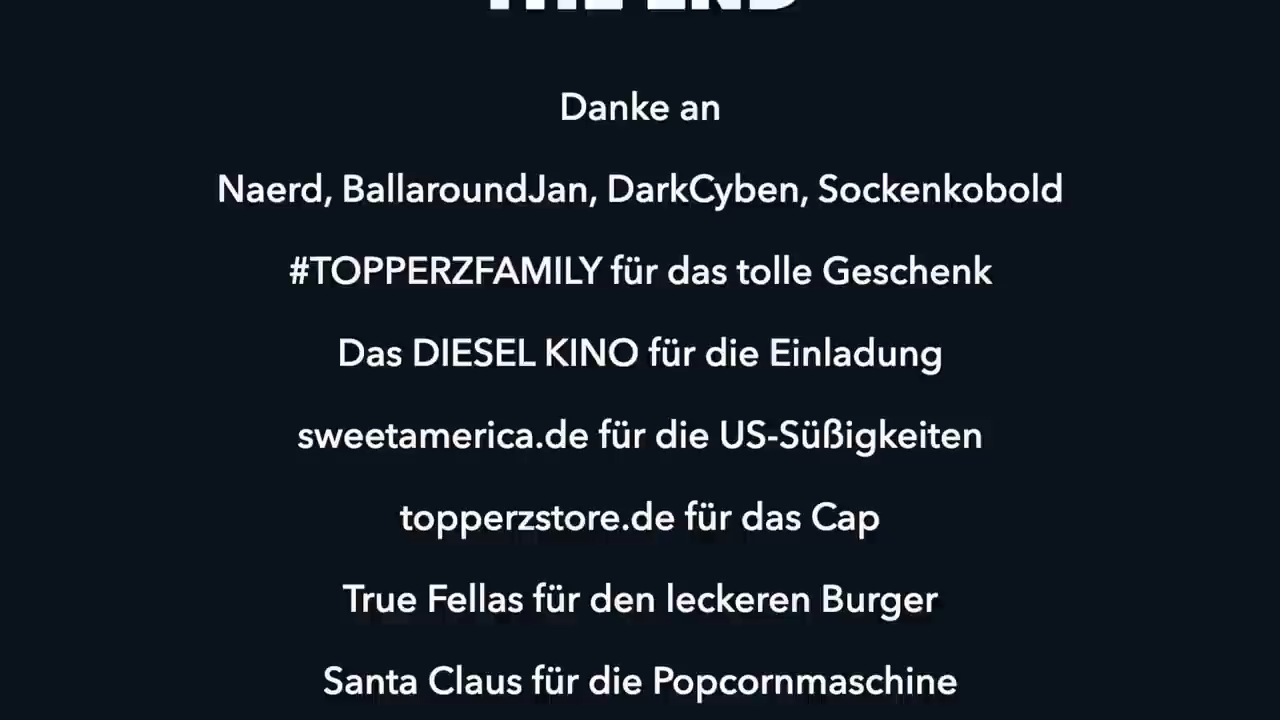 THE END
Danke an
Naerd, BallaroundJan, DarkCyben, Sockenkobold
#TOPPERZFAMILY für das tolle Geschenk
Das DIESEL KINO für die Einladung
sweetamerica.de für die US-Süßigkeiten
topperzstore.de für das Cap
True Fellas für den leckeren Burger
Santa Claus für die Popcornmaschine